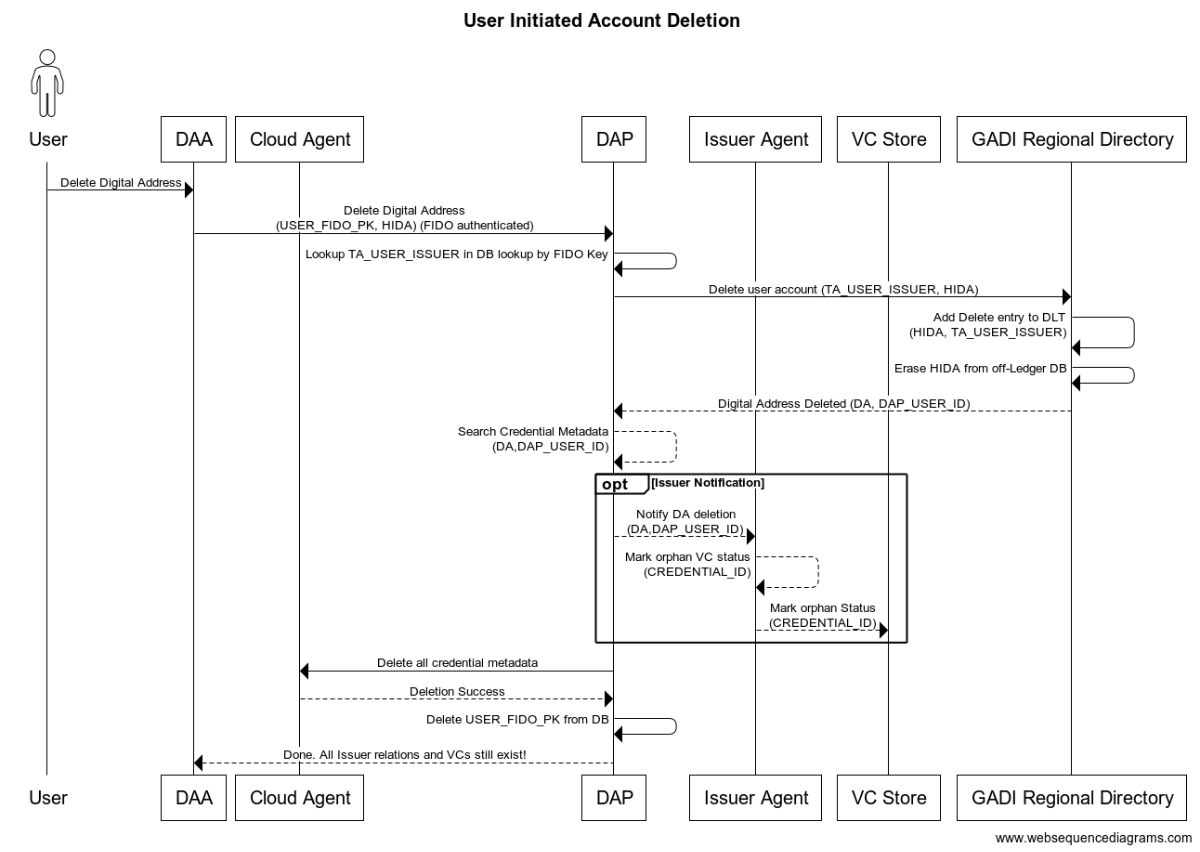 User Initiated Account Deletion
User
DAA
Cloud Agent
DAP
Issuer Agent
VC Store
GADI Regional Directory
Delete Digital Address
Delete Digital Address
(USER_FIDO_PK, HIDA) (FIDO authenticated)
Lookup TA_USER_ISSUER in DB lookup by FIDO Key
Delete user account (TA_USER_ISSUER, HIDA)
Add Delete entry to DLT
(HIDA, TA_USER_ISSUER)
Erase HIDA from off-Ledger DB
Digital Address Deleted (DA, DAP_USER_ID)
Search Credential Metadata
(DA,DAP_USER_ID)
opt
[Issuer Notification]
Notify DA deletion
(DA,DAP_USER_ID)
Mark orphan VC status
(CREDENTIAL_ID)
Mark orphan Status
(CREDENTIAL_ID)
Delete all credential metadata
Deletion Success
Delete USER_FIDO_PK from DB
Done. All Issuer relations and VCs still exist!
User
DAA
Cloud Agent
DAP
Issuer Agent
VC Store
GADI Regional Directory
www.websequencediagrams.com